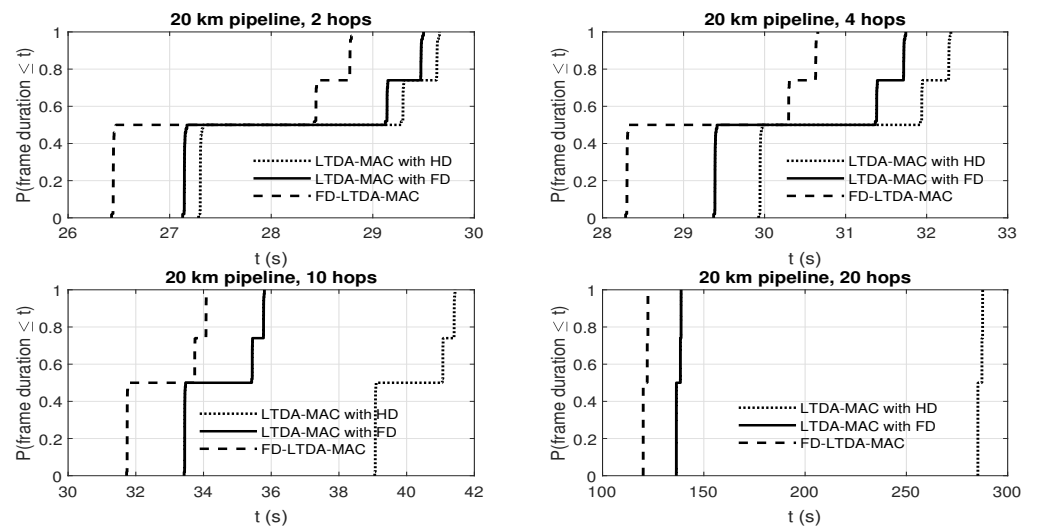 20 km pipeline, 2 hops
P(frame duration ≤ t)
1
0.8
0.6
0.4
0.2
0
LTDA-MAC with HD
LTDA-MAC with FD
FD-LTDA-MAC
26 27 28 29 30
t (s)
20 km pipeline, 4 hops
P(frame duration ≤ t)
1
0.8
0.6
0.4
0.2
0
LTDA-MAC with HD
LTDA-MAC with FD
FD-LTDA-MAC
28 29 30 31 32 33
t (s)
20 km pipeline, 10 hops
P(frame duration ≤ t)
1
0.8
0.6
0.4
0.2
0
LTDA-MAC with HD
LTDA-MAC with FD
FD-LTDA-MAC
30 32 34 36 38 40 42
t (s)
20 km pipeline, 20 hops
P(frame duration ≤ t)
1
0.8
0.6
0.4
0.2
0
LTDA-MAC with HD
LTDA-MAC with FD
FD-LTDA-MAC
100 150 200 250 300
t (s)